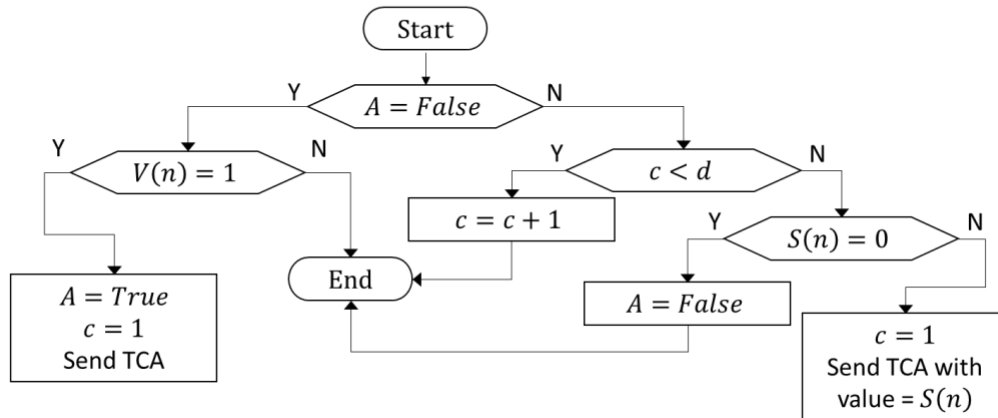 Start
Y
A = False
N
Y
V(n) = 1
N
Y
c < d
N
c = c + 1
Y
S(n) = 0
N
End
A = True
c = 1
Send TCA
A = False
c = 1
Send TCA with
value = S(n)